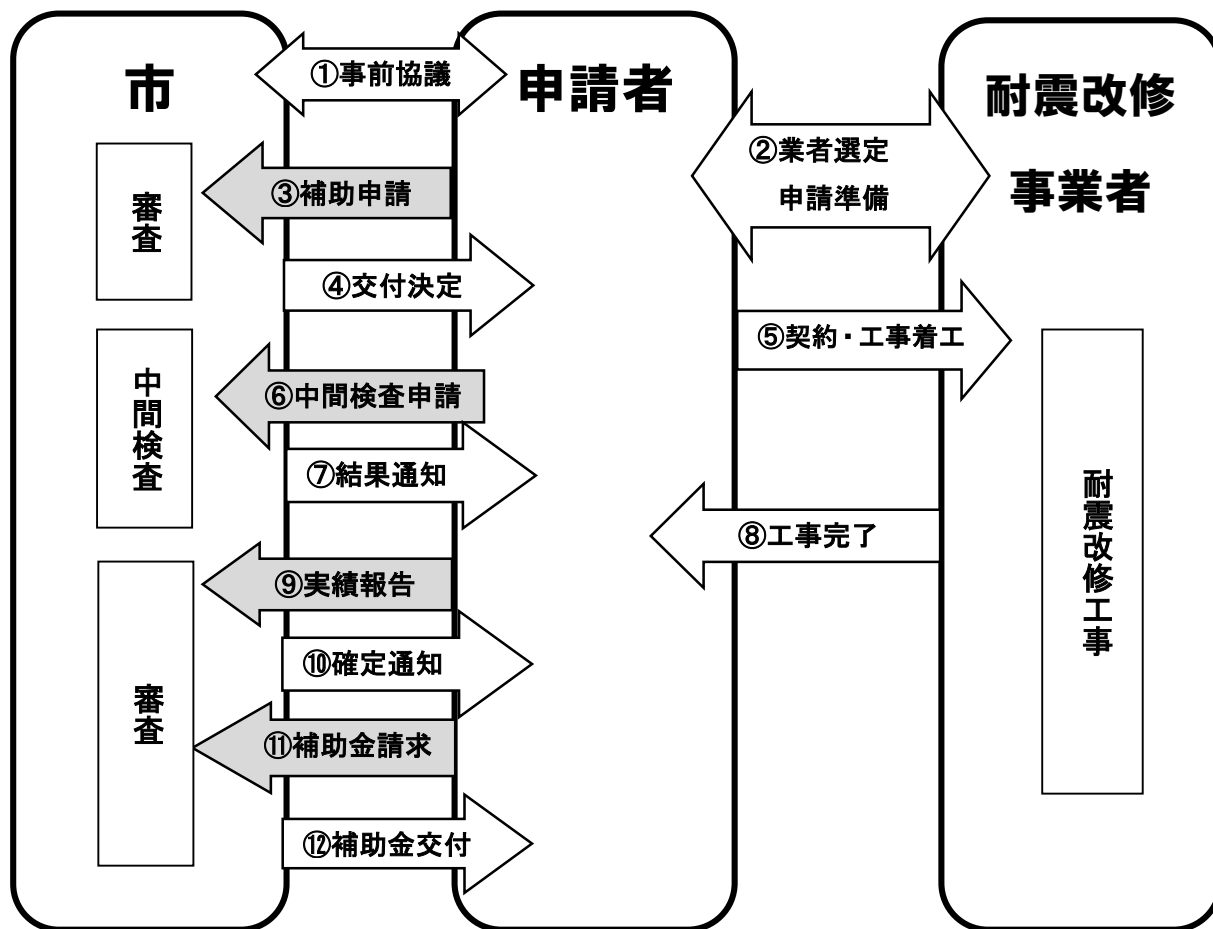 市
申請者
耐震改修
事業者
①事前協議
②業者選定
申請準備
③補助申請
審査
④交付決定
⑤契約・工事着工
⑥中間検査申請
中間検査
⑦結果通知
⑧工事完了
耐震改修工事
⑨実績報告
⑩確定通知
審査
⑪補助金請求
⑫補助金交付